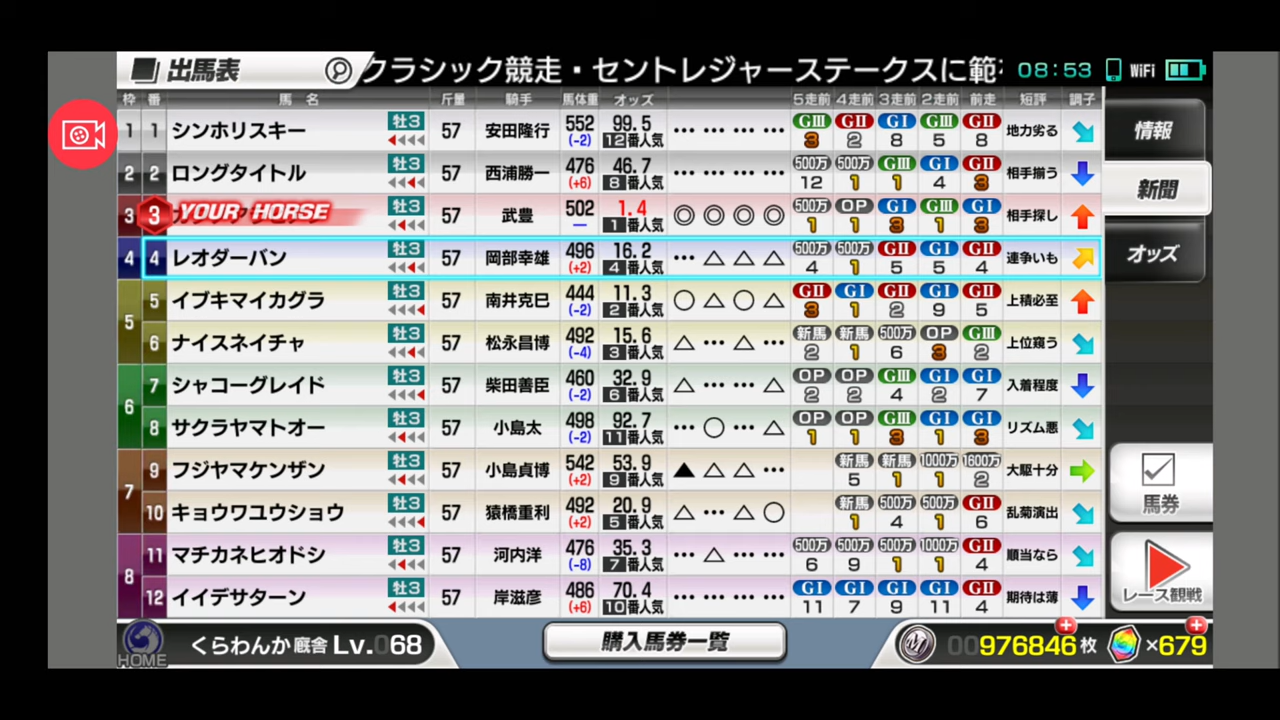 出馬表 クラシック競走・セントレジャーステークスに範 08:53 WiFi
枠 番 馬名 斤量 騎手 馬体重 オッズ 5走前 4走前 3走前 2走前 前走 短評 調子
1 1 シンホリスキー 牡3 57 安田隆行 552 (-2) 99.5 12番人気 … … … … GIII 3 GII 2 GI 8 GIII 5 GII 8 地力劣る
2 2 ロングタイトル 牡3 57 西浦勝一 476 (+6) 46.7 8番人気 … … … … 500万 12 500万 1 GIII 1 GI 4 GII 3 相手揃う
3 3 YOUR HORSE 牡3 57 武豊 502 ― 1.4 1番人気 ◎ ◎ ◎ ◎ 500万 1 OP 1 GI 3 GIII 1 GI 3 相手探し
4 4 レオダーバン 牡3 57 岡部幸雄 496 (+2) 16.2 4番人気 … △ △ △ 500万 4 500万 1 GII 5 GI 5 GII 4 連争いも
5 5 イブキマイカグラ 牡3 57 南井克巳 444 (-2) 11.3 2番人気 ○ △ ○ △ GII 3 GI 1 GII 2 GI 9 GII 5 上積必至
6 ナイスネイチャ 牡3 57 松永昌博 492 (-4) 15.6 3番人気 △ … △ … 新馬 2 新馬 1 500万 6 OP 3 GIII 2 上位窺う
6 7 シャコーグレイド 牡3 57 柴田善臣 460 (-2) 32.9 6番人気 △ … … △ OP 2 OP 2 GIII 4 GI 2 GI 7 入着程度
8 サクラヤマトオー 牡3 57 小島太 498 (-2) 92.7 11番人気 … ○ … △ OP 1 OP 1 GIII 3 GI 1 GI 3 リズム悪
7 9 フジヤマケンザン 牡3 57 小島貞博 542 (+2) 53.9 9番人気 ▲ △ △ … 新馬 5 新馬 1 1000万 1 1600万 2 大駆十分
10 キョウワユウショウ 牡3 57 猿橋重利 492 (+2) 20.9 5番人気 △ … △ ○ 新馬 1 500万 4 500万 1 GII 6 乱菊演出
8 11 マチカネヒオドシ 牡3 57 河内洋 476 (-8) 35.3 7番人気 … △ … … 500万 6 500万 9 500万 1 1000万 1 GII 4 順当なら
12 イイデサターン 牡3 57 岸滋彦 486 (+6) 70.4 10番人気 … … … … GI 11 GI 7 GI 9 GI 11 GII 4 期待は薄
情報
新聞
オッズ
馬券
レース観戦
HOME くらわんか 厩舎 Lv.068 購入馬券一覧 00976846枚 ×679